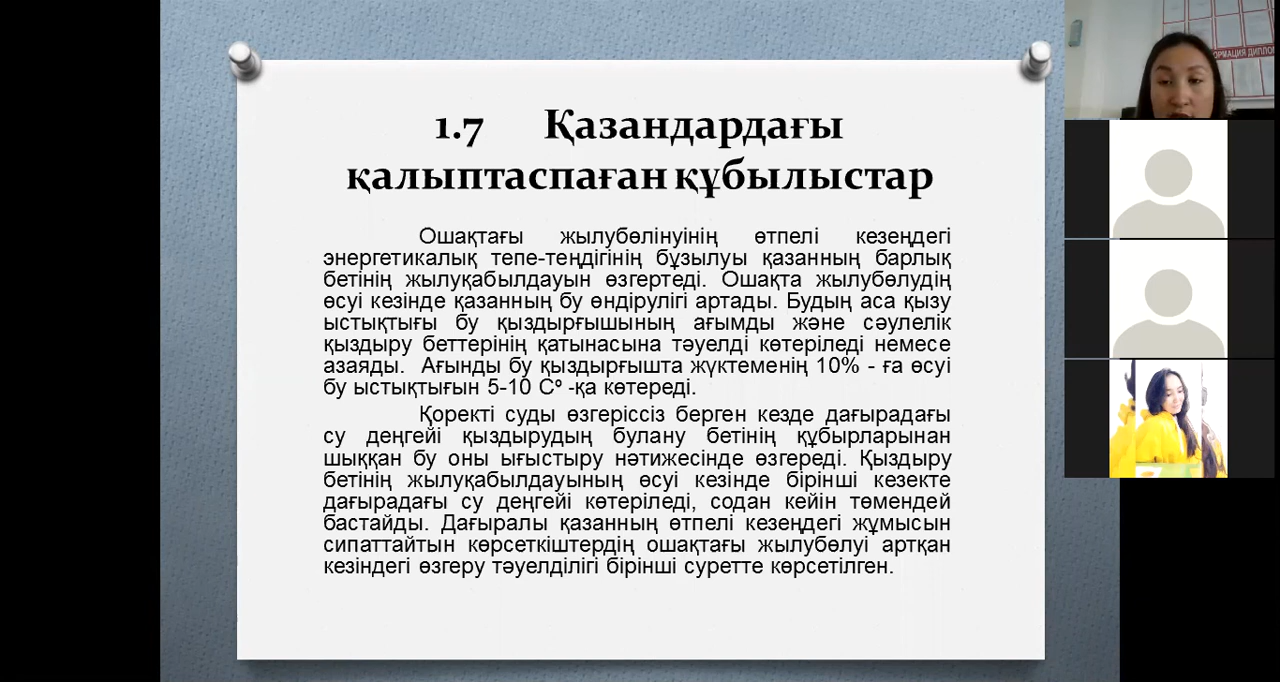 ОРМАЦИЯ ДИПЛО
1.7 Қазандардағы
қалыптаспаған құбылыстар
Ошақтағы жылубөлінуінің өтпелі кезеңдегі
энергетикалық тепе-теңдігінің бұзылуы қазанның барлық
бетінің жылуқабылдауын өзгертеді. Ошақта жылубөлудің
өсуі кезінде қазанның бу өндірулігі артады. Будың аса қызу
ыстықтығы бу қыздырғышының ағымды және сәулелік
қыздыру беттерінің қатынасына тәуелді көтеріледі немесе
азаяды. Ағынды бу қыздырғышта жүктеменің 10% - ға өсуі
бу ыстықтығын 5-10 Сº -қа көтереді.
Қоректі суды өзгеріссіз берген кезде дағырадағы
су деңгейі қыздырудың булану бетінің құбырларынан
шыққан бу оны ығыстыру нәтижесінде өзгереді. Қыздыру
бетінің жылуқабылдауының өсуі кезінде бірінші кезекте
дағырадағы су деңгейі көтеріледі, содан кейін төмендей
бастайды. Дағыралы қазанның өтпелі кезеңдегі жұмысын
сипаттайтын көрсеткіштердің ошақтағы жылубөлуі артқан
кезіндегі өзгеру тәуелділігі бірінші суретте көрсетілген.